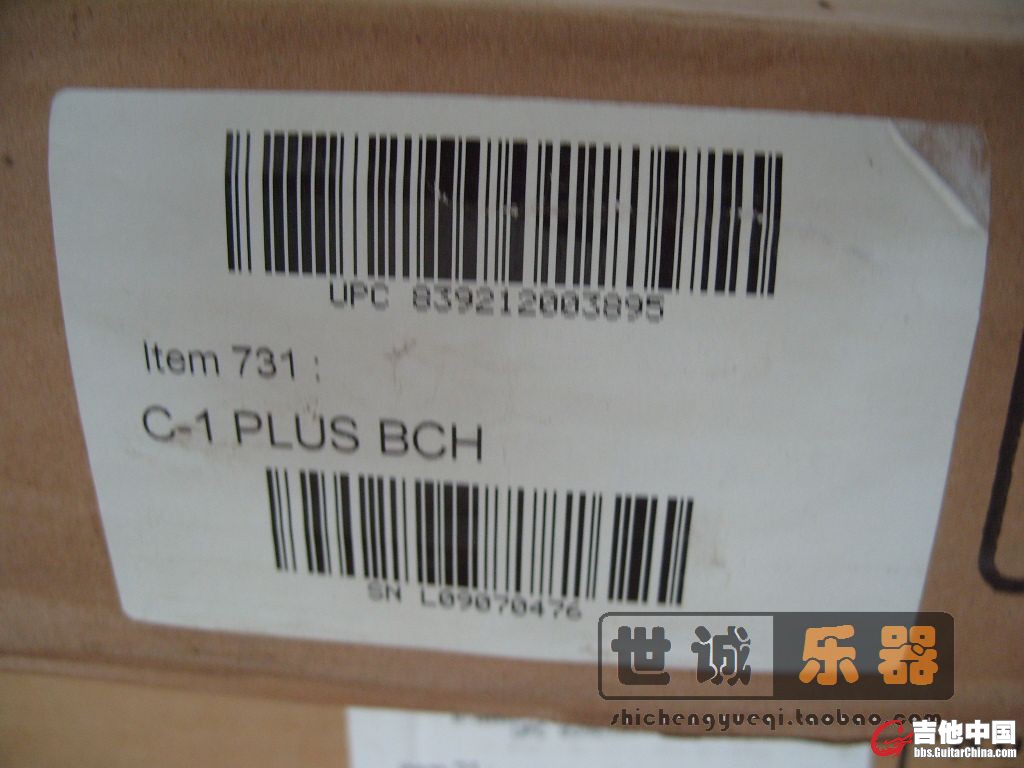 UPC 839212003895
Item 731 :
C-1 PLUS BCH
SN L09070476
世诚 乐器
shichengyueqi.taobao.com
吉他中国
bbs.GuitarChina.com